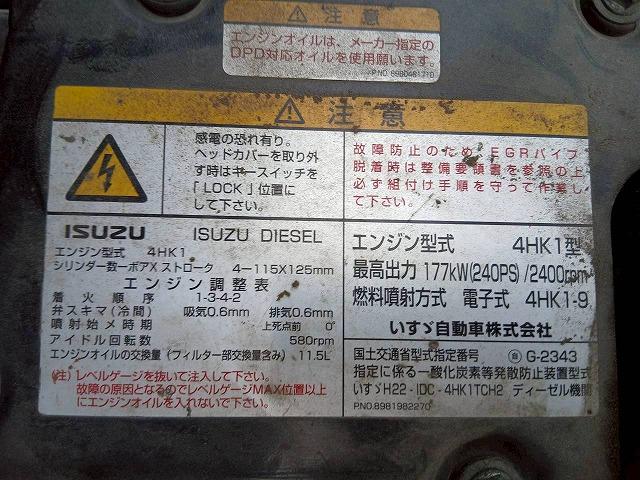 注意
エンジンオイルは、メーカー指定の
DPD対応オイルを使用願います。
注意
感電の恐れ有り。
ヘッドカバーを取り外
す時はキースイッチを
「LOCK」位置に
して下さい。
故障防止のため、EGRパイプ
脱着時は整備要領書を参照の上
必ず組付け手順を守って作業し
て下さい。
ISUZU ISUZU DIESEL
エンジン型式 4HK1
シリンダー数ーボアXストローク 4ー115X125mm
エンジン調整表
着火順序 1-3-4-2
弁スキマ(冷間) 吸気0.6mm 排気0.6mm
噴射始メ時期 上死点前 0°
アイドル回転数 580rpm
エンジンオイルの交換量(フィルター部交換量含み) 11.5L
(注)レベルゲージを抜いて注入して下さい。
故障の原因となるのでレベルゲージMAX位置以上
にエンジンオイルを入れないで下さい。
エンジン型式 4HK1型
最高出力 177kW(240PS)/2400rpm
燃料噴射方式 電子式 4HK1-9
いすゞ自動車株式会社
国土交通省型式指定番号 自 G-2343
指定に係る一酸化炭素等発散防止装置型式
いすゞH22-IDC-4HK1TCH2 ディーゼル機関
P.NO.8981982270